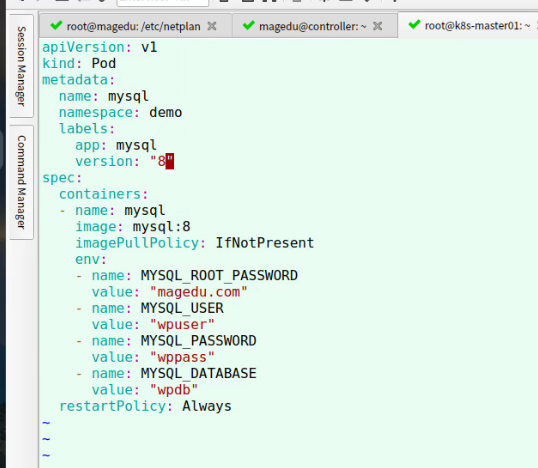 root@magedu: /etc/netplan
magedu@controller: ~
root@k8s-master01: ~
Session Manager
Command Manager
apiVersion: v1
kind: Pod
metadata:
  name: mysql
  namespace: demo
  labels:
    app: mysql
    version: "8"
spec:
  containers:
  - name: mysql
    image: mysql:8
    imagePullPolicy: IfNotPresent
    env:
    - name: MYSQL_ROOT_PASSWORD
      value: "magedu.com"
    - name: MYSQL_USER
      value: "wpuser"
    - name: MYSQL_PASSWORD
      value: "wppass"
    - name: MYSQL_DATABASE
      value: "wpdb"
  restartPolicy: Always
~
~
~